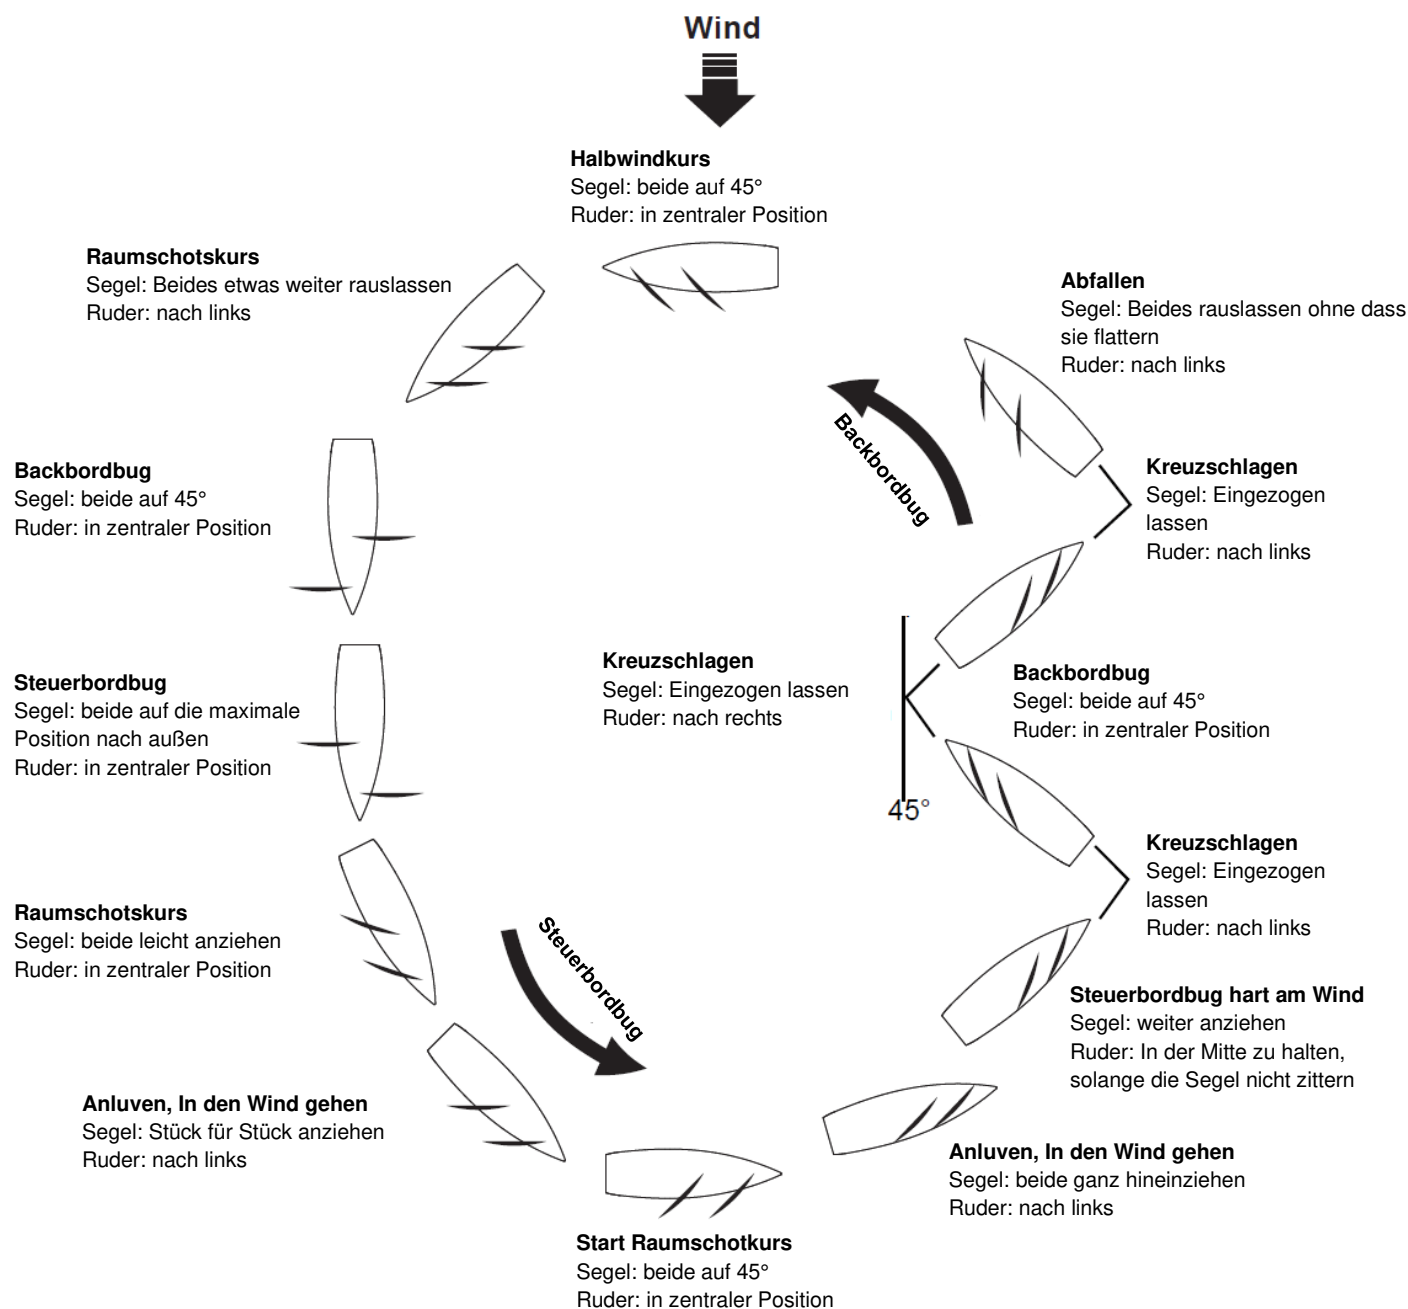 Wind
Halbwindkurs
Segel: beide auf 45°
Ruder: in zentraler Position
Raumschotskurs
Segel: Beides etwas weiter rauslassen
Ruder: nach links
Abfallen
Segel: Beides rauslassen ohne dass
sie flattern
Ruder: nach links
Backbordbug
Backbordbug
Segel: beide auf 45°
Ruder: in zentraler Position
Kreuzschlagen
Segel: Eingezogen
lassen
Ruder: nach links
Kreuzschlagen
Segel: Eingezogen lassen
Ruder: nach rechts
Backbordbug
Segel: beide auf 45°
Ruder: in zentraler Position
Steuerbordbug
Segel: beide auf die maximale
Position nach außen
Ruder: in zentraler Position
45°
Kreuzschlagen
Segel: Eingezogen
lassen
Ruder: nach links
Raumschotskurs
Segel: beide leicht anziehen
Ruder: in zentraler Position
Steuerbordbug
Steuerbordbug hart am Wind
Segel: weiter anziehen
Ruder: In der Mitte zu halten,
solange die Segel nicht zittern
Anluven, In den Wind gehen
Segel: Stück für Stück anziehen
Ruder: nach links
Anluven, In den Wind gehen
Segel: beide ganz hineinziehen
Ruder: nach links
Start Raumschotkurs
Segel: beide auf 45°
Ruder: in zentraler Position